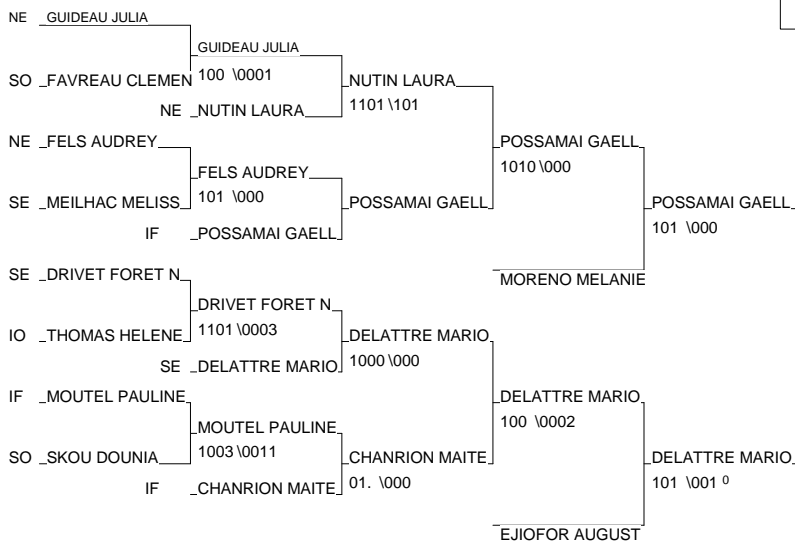 NE GUIDEAU JULIA
GUIDEAU JULIA
SO FAVREAU CLEMEN 100 \0001 NUTIN LAURA
NE NUTIN LAURA 1101 \101
NE FELS AUDREY POSSAMAI GAELL
FELS AUDREY 1010 \000
SE MEILHAC MELISS 101 \000 POSSAMAI GAELL POSSAMAI GAELL
IF POSSAMAI GAELL 101 \000
SE DRIVET FORET N MORENO MELANIE
DRIVET FORET N
IO THOMAS HELENE 1101 \0003 DELATTRE MARIO
SE DELATTRE MARIO 1000 \000
IF MOUTEL PAULINE DELATTRE MARIO
MOUTEL PAULINE 100 \0002
SO SKOU DOUNIA 1003 \0011 CHANRION MAITE DELATTRE MARIO
IF CHANRION MAITE 01. \000 101 \001 0
EJIOFOR AUGUST